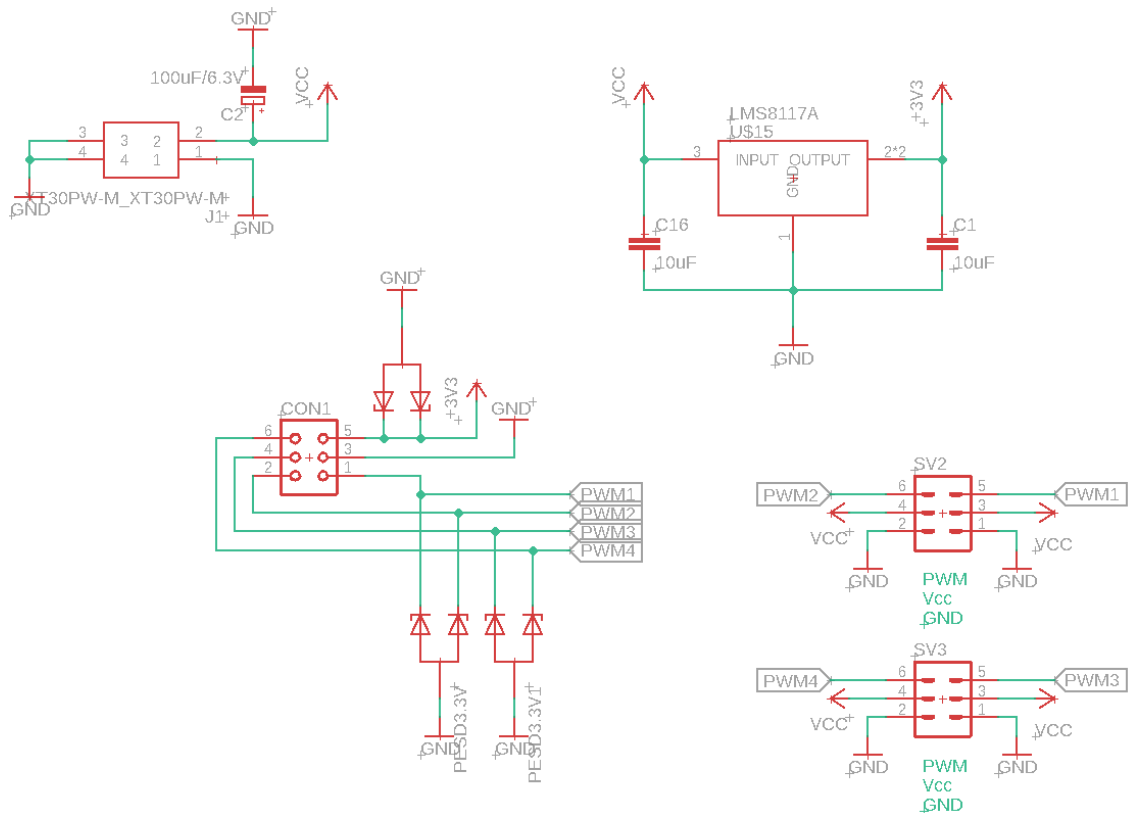 GND
100uF/6.3V
VCC
C2
3 3 2 2
4 4 1 1
XT30PW-M_XT30PW-M
GND
J1
GND
VCC
+3V3
LMS8117A
U$15
3 INPUT OUTPUT 2*2
GND
1
C16
10uF
C1
10uF
GND
GND
+3V3
GND
CON1
6 5
4 3
2 1
PWM1
PWM2
PWM3
PWM4
GND
PESD3.3V
GND
PESD3.3V1
SV2
PWM2 6 5 PWM1
4 3
VCC 2 1 VCC
GND GND
PWM
Vcc
GND
SV3
PWM4 6 5 PWM3
4 3
VCC 2 1 VCC
GND GND
PWM
Vcc
GND